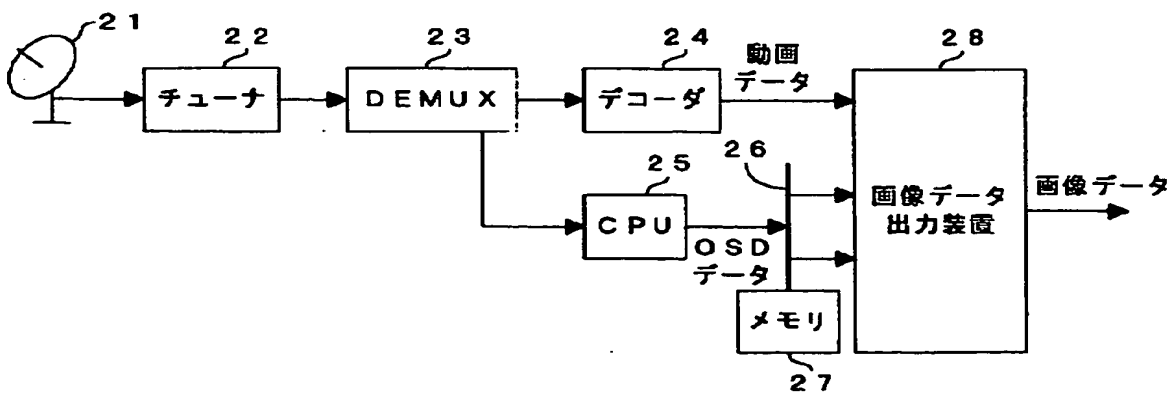 21
22
23
24
動画
データ
28
チューナ
DEMUX
デコーダ
25
26
CPU
OSD
データ
画像データ
出力装置
画像データ
メモリ
27